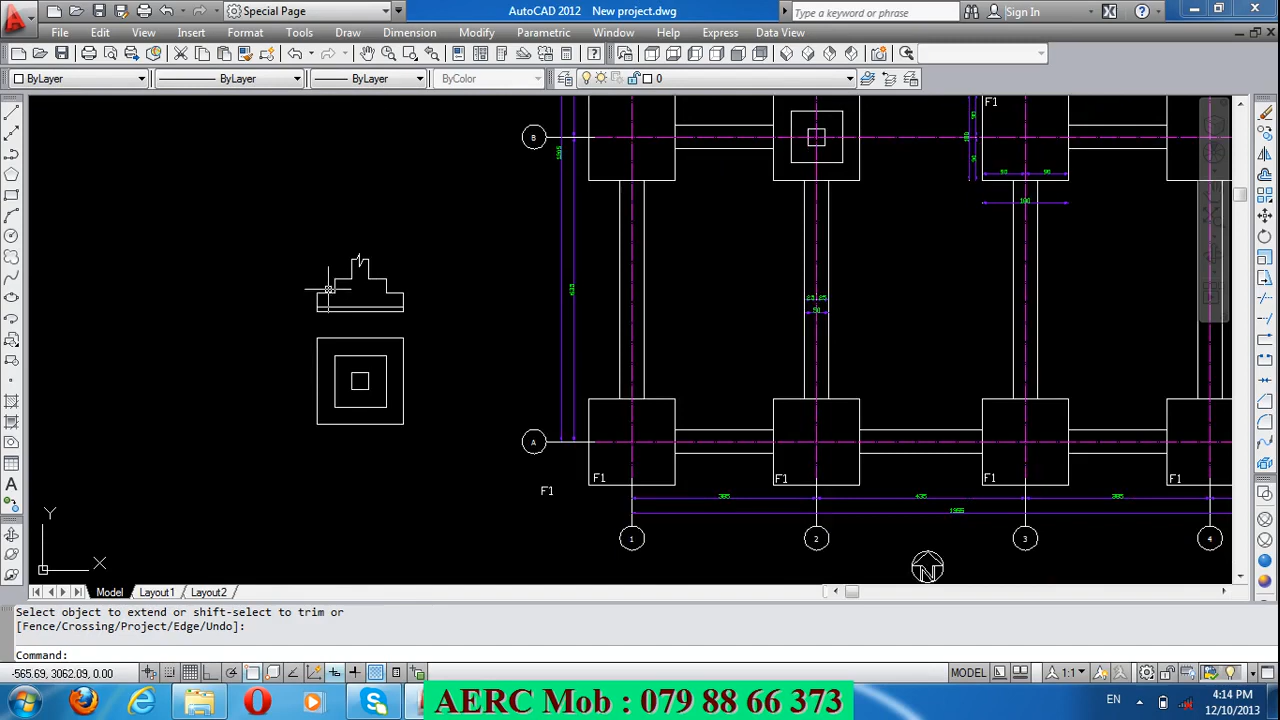 AutoCAD 2012 New project.dwg
Special Page
Type a keyword or phrase
Sign In
File Edit View Insert Format Tools Draw Dimension Modify Parametric Window Help Express Data View
ByLayer ByLayer ByLayer ByColor 0
F1
B
A
F1
F1 F1 F1 F1
1 2 3 4
N
Y
X
Model Layout1 Layout2
Select object to extend or shift-select to trim or
[Fence/Crossing/Project/Edge/Undo]:
Command:
-565.69, 3062.09, 0.00
MODEL
1:1
AERC Mob : 079 88 66 373
EN
4:14 PM
12/10/2013